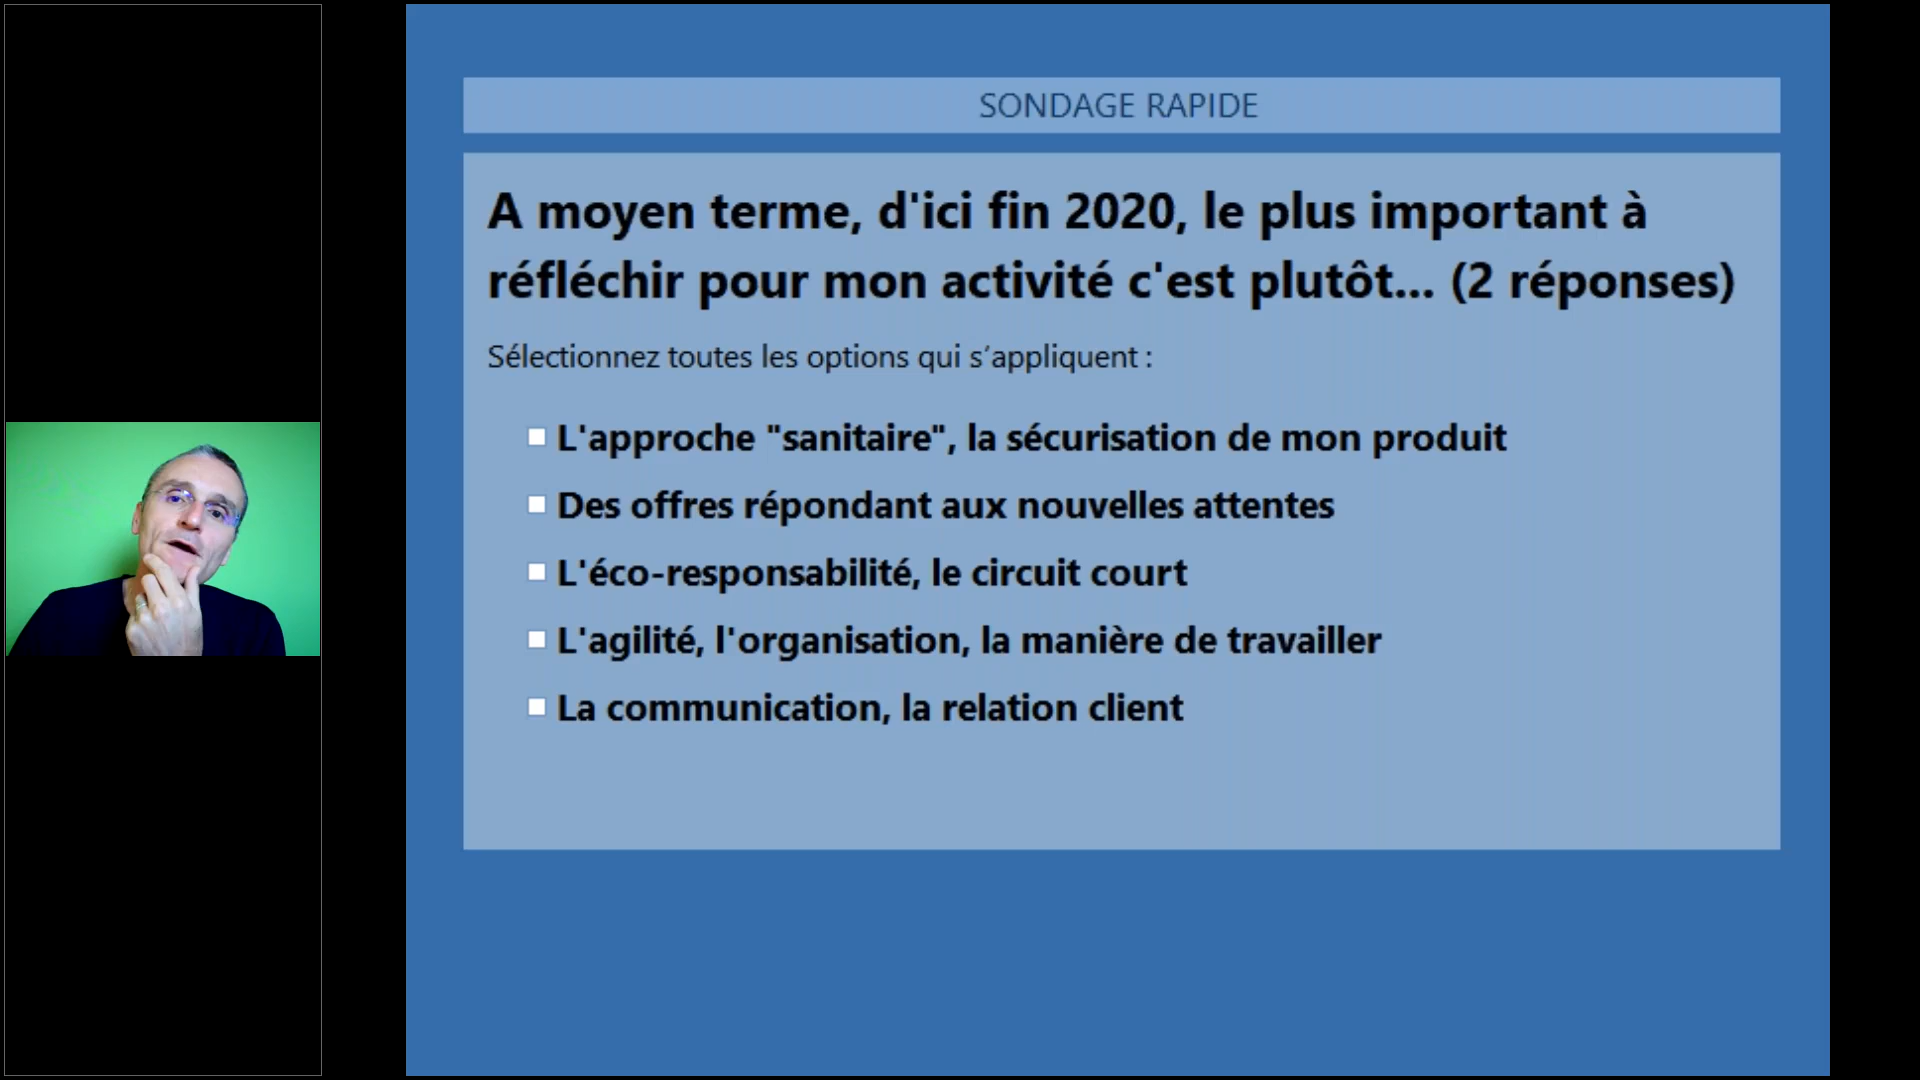 SONDAGE RAPIDE
A moyen terme, d'ici fin 2020, le plus important à
réfléchir pour mon activité c'est plutôt... (2 réponses)
Sélectionnez toutes les options qui s’appliquent :
L'approche "sanitaire", la sécurisation de mon produit
Des offres répondant aux nouvelles attentes
L'éco-responsabilité, le circuit court
L'agilité, l'organisation, la manière de travailler
La communication, la relation client